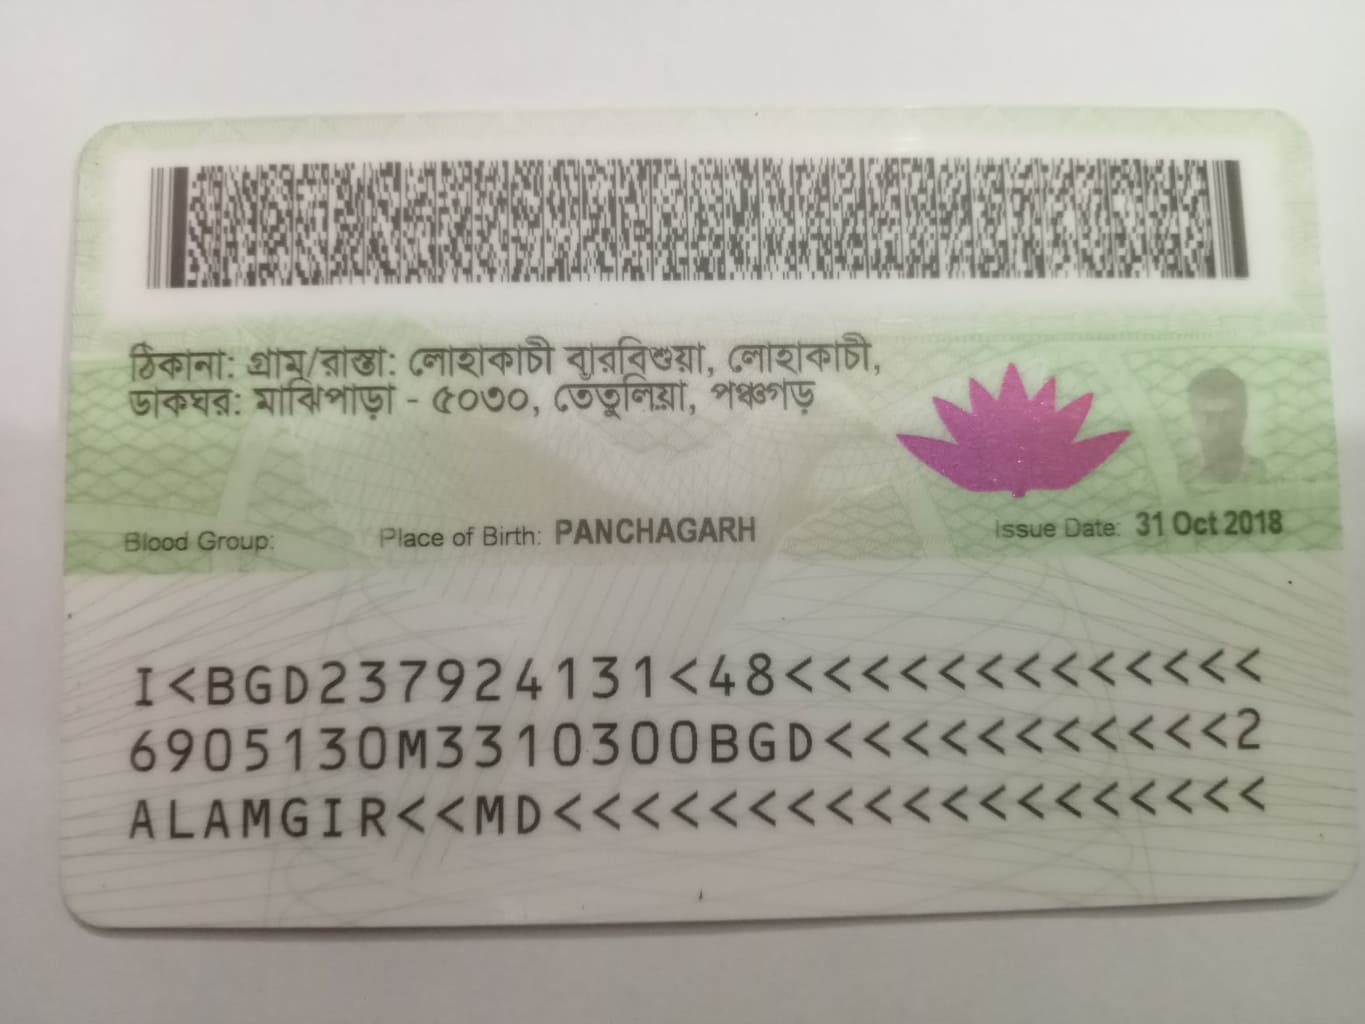 ঠিকানা: গ্রাম/রাস্তা: লোহাকাচী বারবিশুয়া, লোহাকাচী,
ডাকঘর: মাঝিপাড়া - ৫০৩০, তেঁতুলিয়া, পঞ্চগড়
Blood Group: Place of Birth: PANCHAGARH Issue Date: 31 Oct 2018
I<BGD237924131<48<<<<<<<<<<<<<
6905130M3310300BGD<<<<<<<<<<<2
ALAMGIR<<MD<<<<<<<<<<<<<<<<<<<